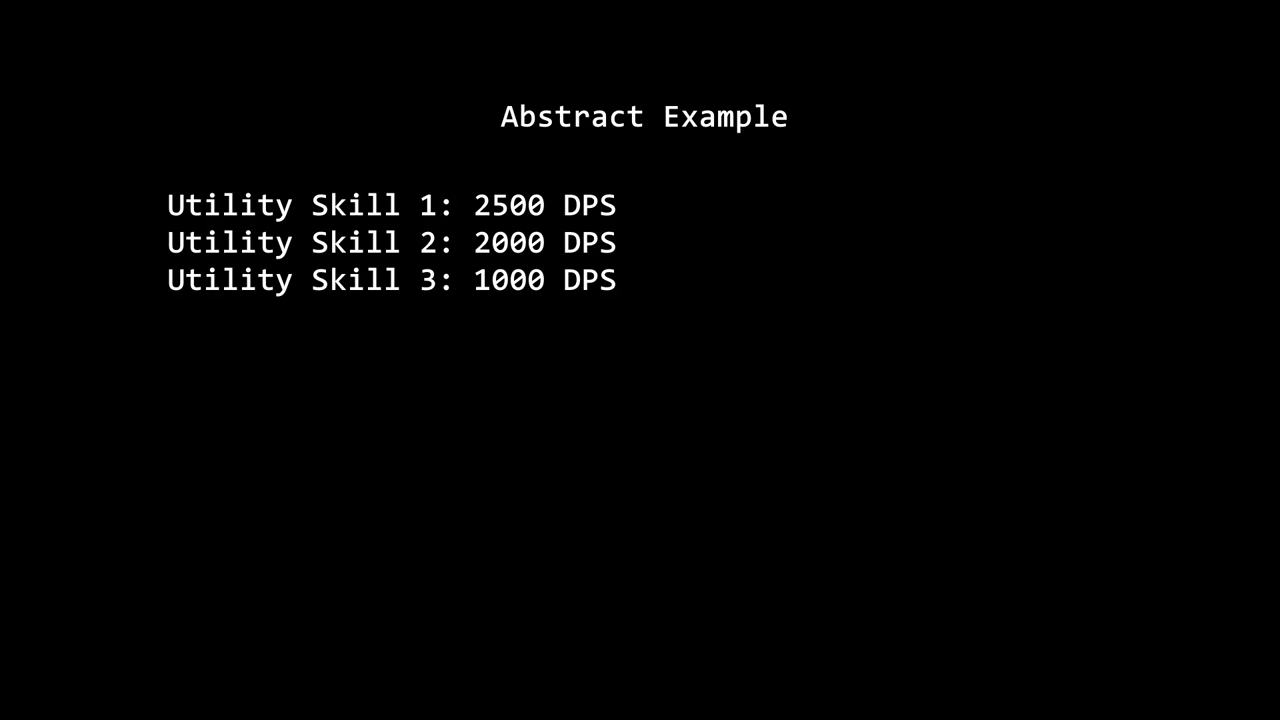 Abstract Example
Utility Skill 1: 2500 DPS
Utility Skill 2: 2000 DPS
Utility Skill 3: 1000 DPS